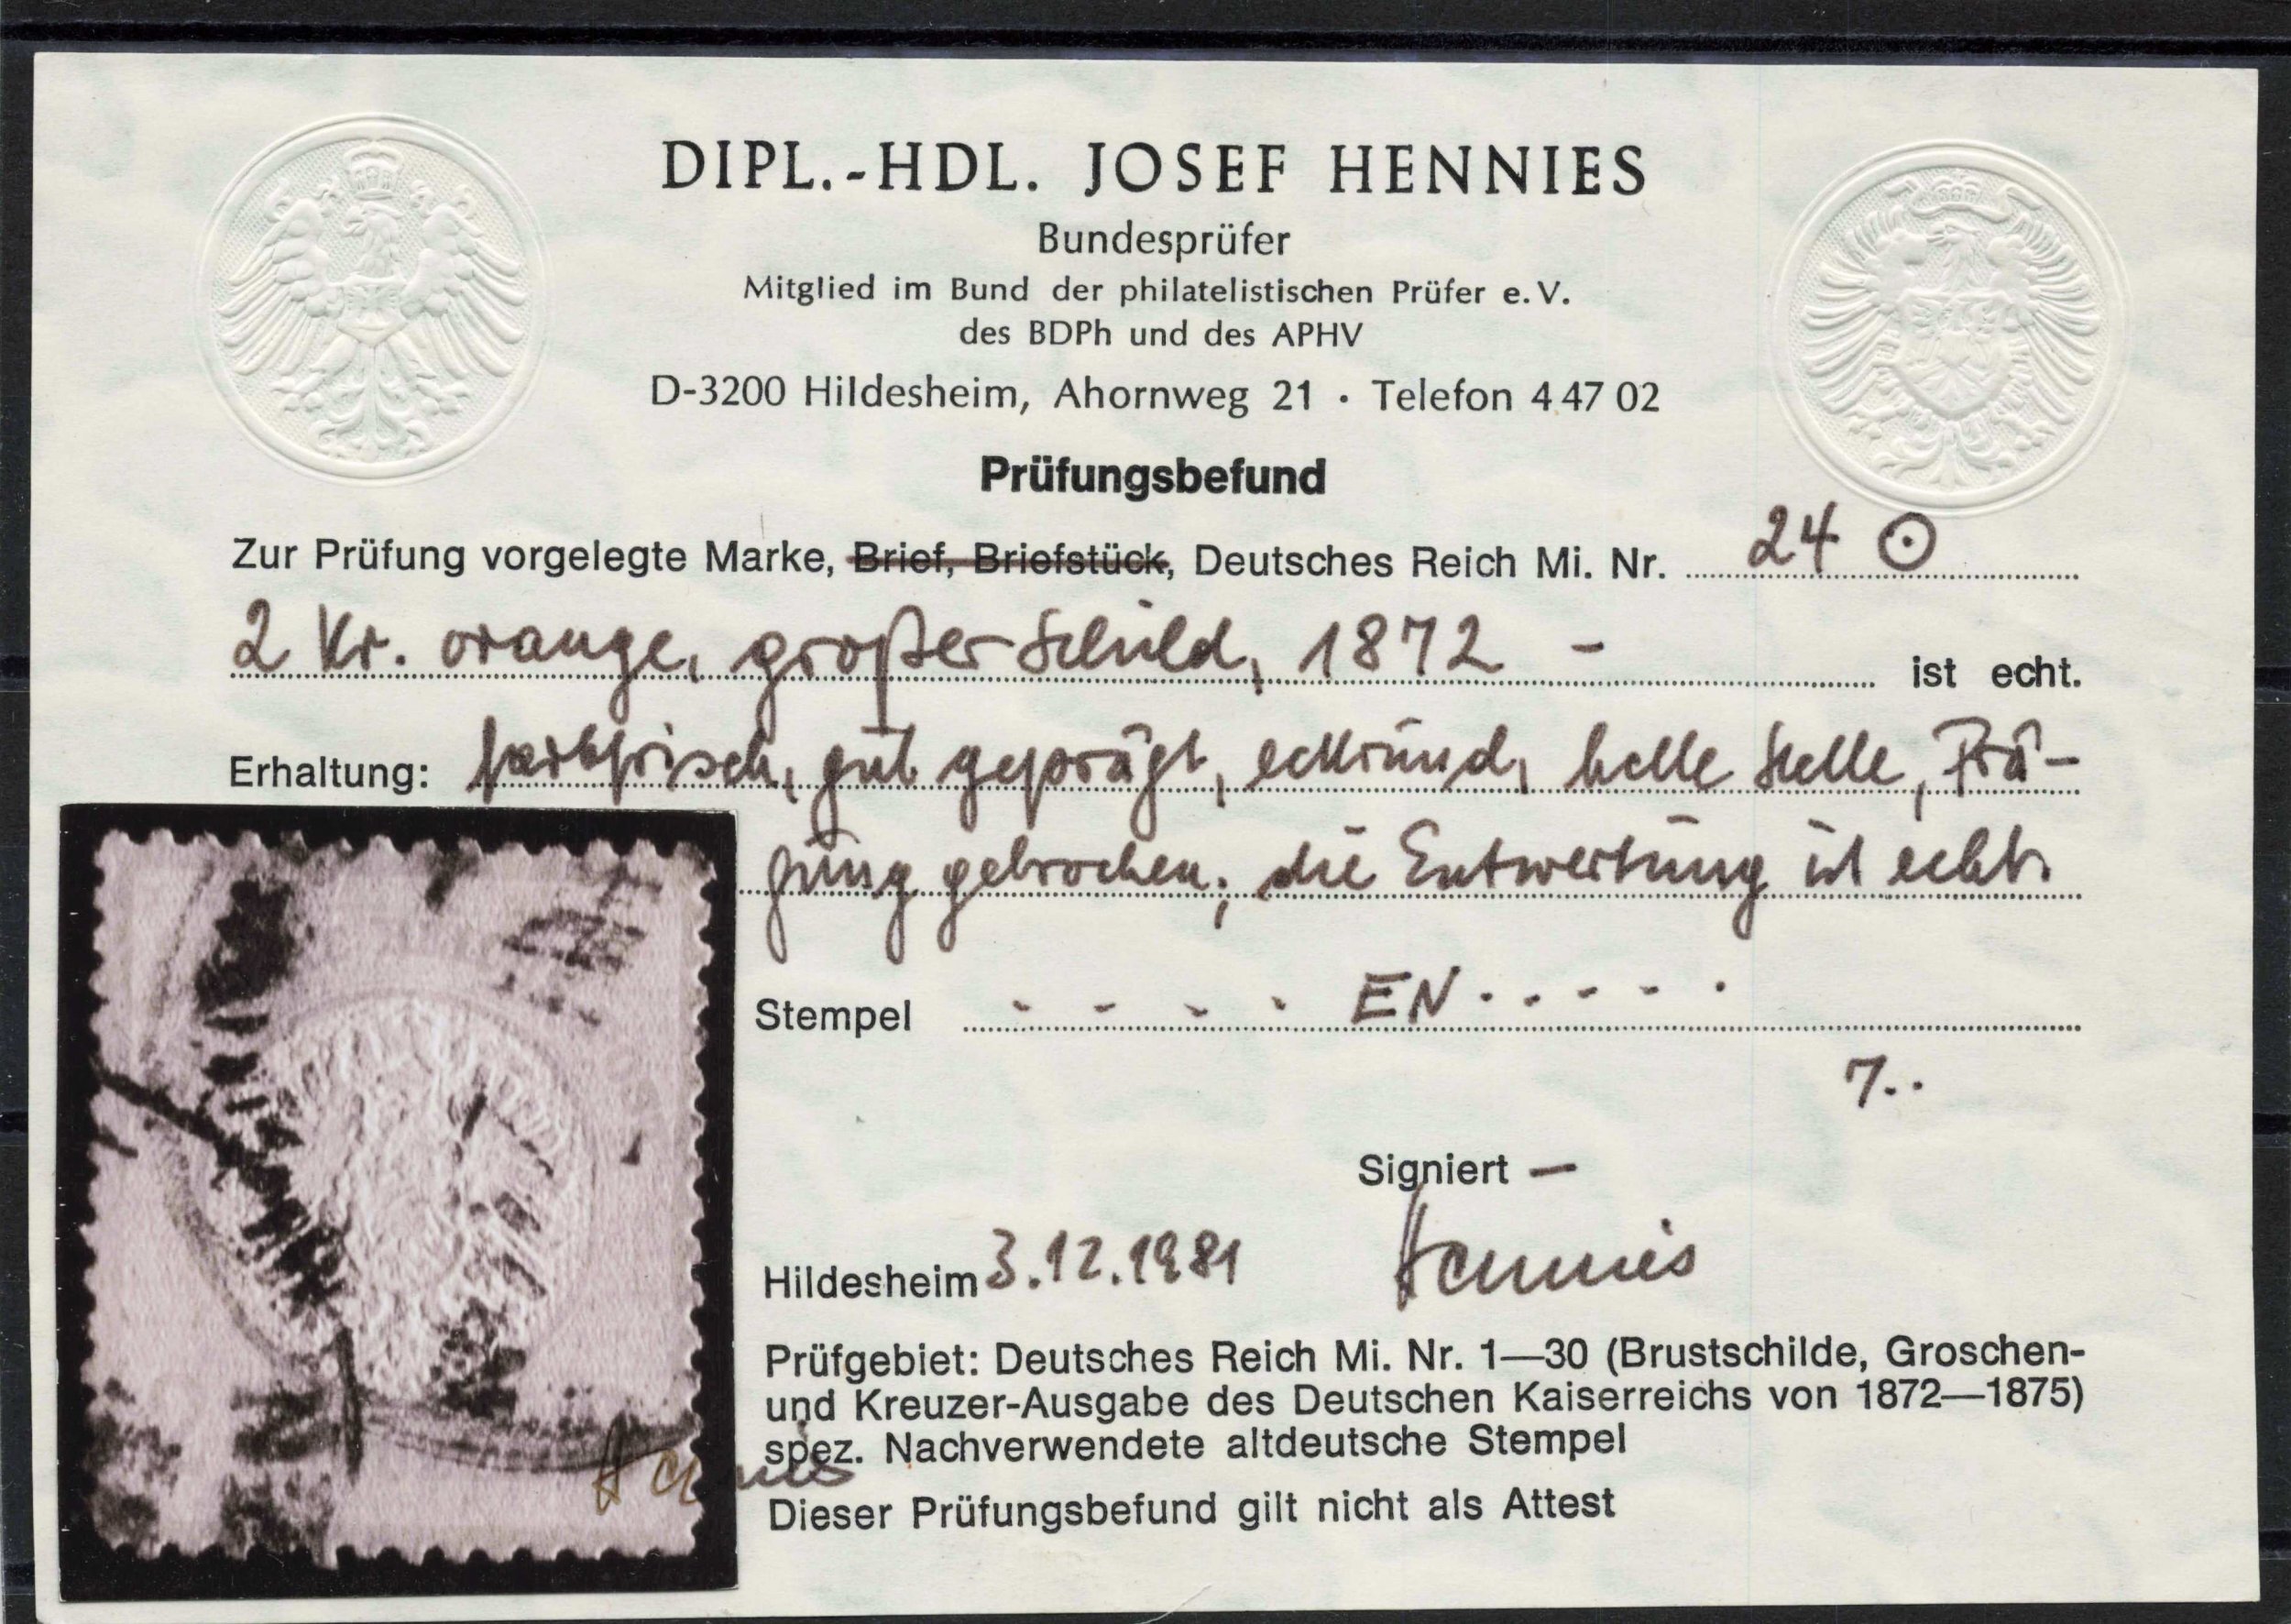 DIPL.-HDL. JOSEF HENNIES
Bundesprüfer
Mitglied im Bund der philatelistischen Prüfer e. V.
des BDPh und des APHV
D-3200 Hildesheim, Ahornweg 21 · Telefon 4 47 02
Prüfungsbefund
Zur Prüfung vorgelegte Marke, Brief, Briefstück, Deutsches Reich Mi. Nr. 24 ⊙
2 Kr. orange, großer Schild, 1872 - ist echt.
Erhaltung: farbfrisch, gut geprägt, eckrund, helle Stelle, Prä-
gung gebrochen; die Entwertung ist echt.
Stempel - - - - EN - - - - -
7..
Signiert —
Hildesheim 3.12.1981 Hennies
Prüfgebiet: Deutsches Reich Mi. Nr. 1—30 (Brustschilde, Groschen-
und Kreuzer-Ausgabe des Deutschen Kaiserreichs von 1872—1875)
spez. Nachverwendete altdeutsche Stempel
Hennies
Dieser Prüfungsbefund gilt nicht als Attest